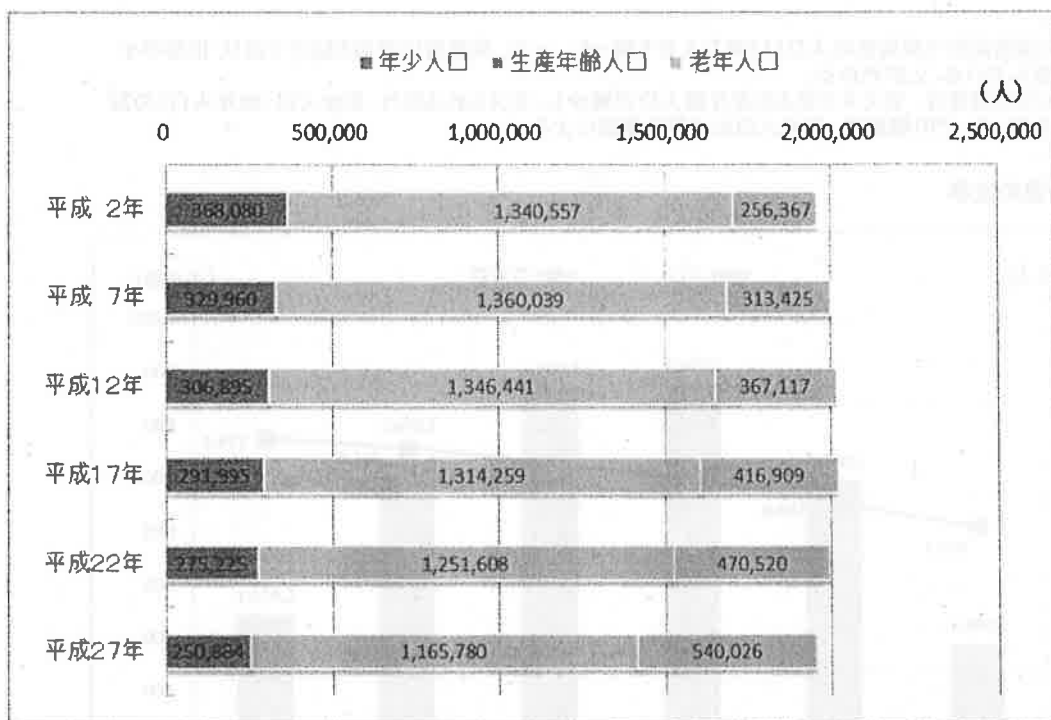 ■ 年少人口 ■ 生産年齢人口 ■ 老年人口
(人)
0 500,000 1,000,000 1,500,000 2,000,000 2,500,000
平成 2年 368,080 1,340,557 256,367
平成 7年 329,960 1,360,039 313,425
平成12年 306,895 1,346,441 367,117
平成17年 291,995 1,314,259 416,909
平成22年 275,225 1,251,608 470,520
平成27年 250,884 1,165,780 540,026